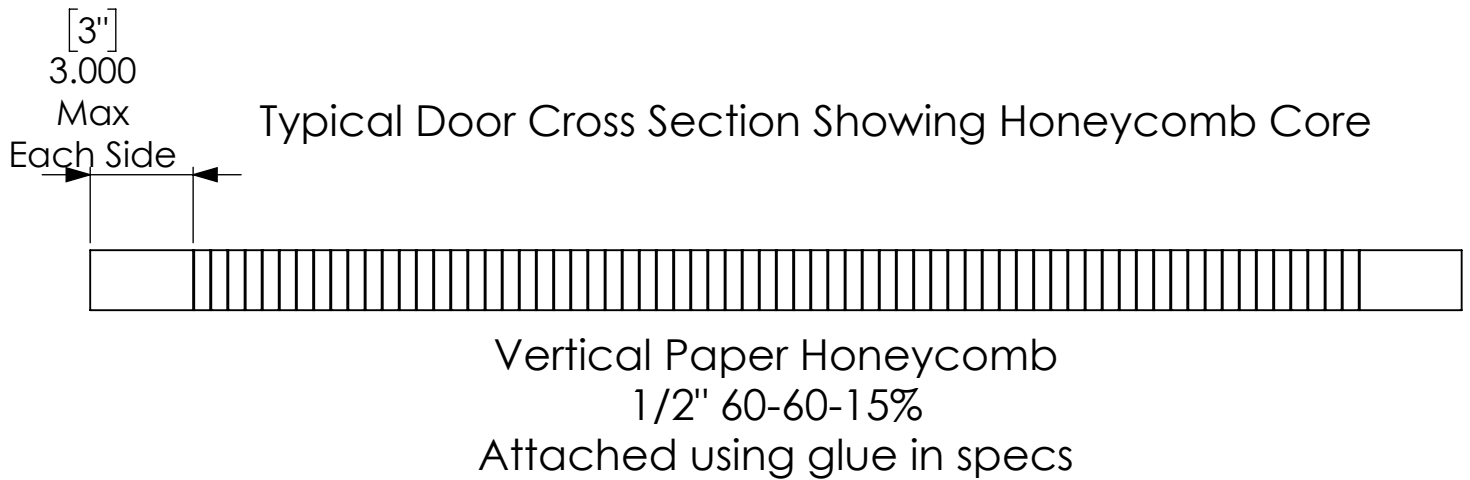 [3"]
3.000
Max
Each Side
Typical Door Cross Section Showing Honeycomb Core
Vertical Paper Honeycomb
1/2" 60-60-15%
Attached using glue in specs